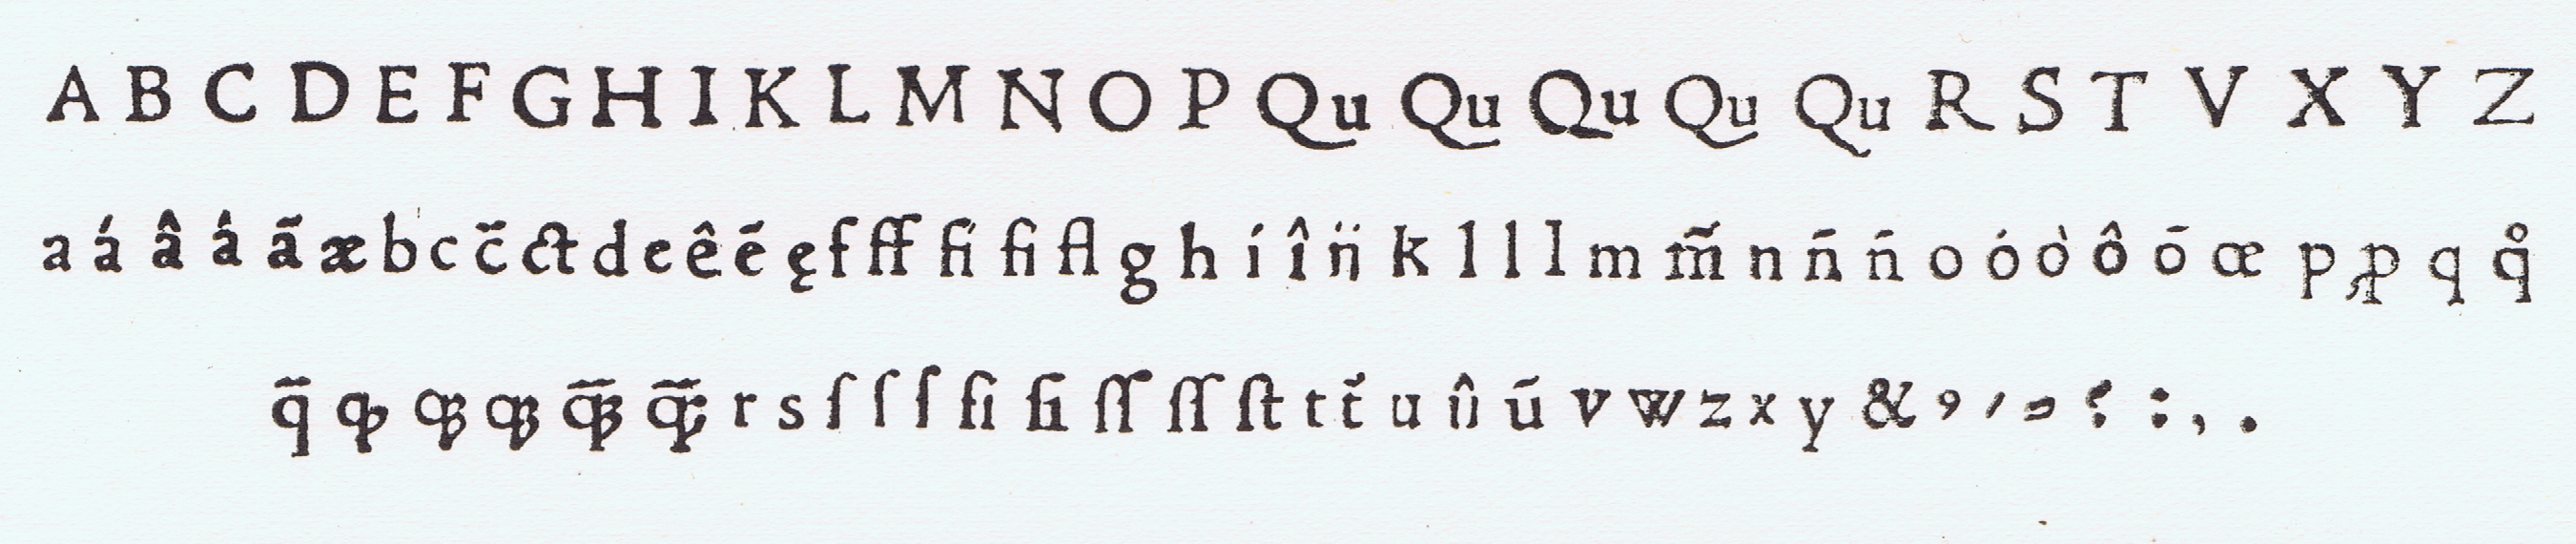 A B C D E F G H I K L M N O P Qu Qu Qu Qu Qu R S T V X Y Z
a á â á ã æ b c c̃ ct d e ê ē ę f ff fi fi fl g h í î n̈ k l l l m m̃ n n̄ n̄ o ó ò ô ō œ p ꝓ q q̊
q̃ ꝙ r s ſ ſ ſ ſi ſi ſſ ſſ ſt t t̃ u û ū v w z x y & : , .